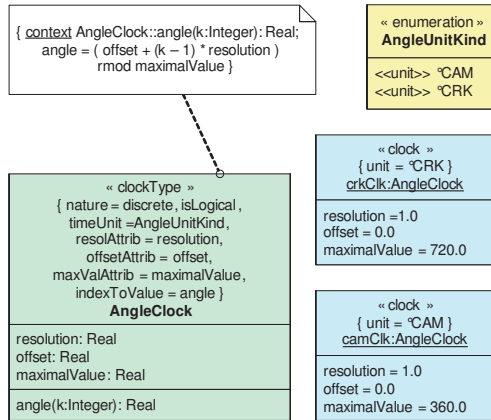 { context AngleClock::angle(k:Integer): Real;
angle = ( offset + (k − 1) * resolution )
rmod maximalValue }
« enumeration »
AngleUnitKind
<<unit>> °CAM
<<unit>> °CRK
« clockType »
{ nature = discrete, isLogical,
timeUnit =AngleUnitKind,
resolAttrib = resolution,
offsetAttrib = offset,
maxValAttrib = maximalValue,
indexToValue = angle }
AngleClock
resolution: Real
offset: Real
maximalValue: Real
angle(k:Integer): Real
« clock »
{ unit = °CRK }
crkClk:AngleClock
resolution =1.0
offset = 0.0
maximalValue = 720.0
« clock »
{ unit = °CAM }
camClk:AngleClock
resolution = 1.0
offset = 0.0
maximalValue = 360.0